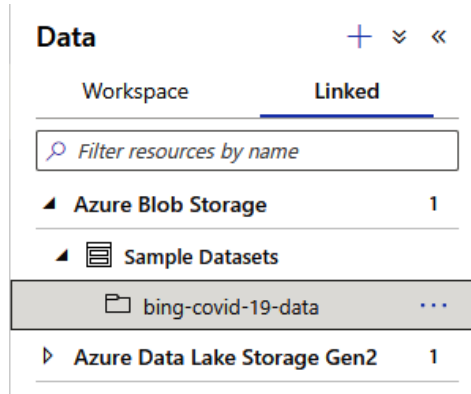 Data
Workspace Linked
Filter resources by name
Azure Blob Storage 1
Sample Datasets
bing-covid-19-data ...
Azure Data Lake Storage Gen2 1